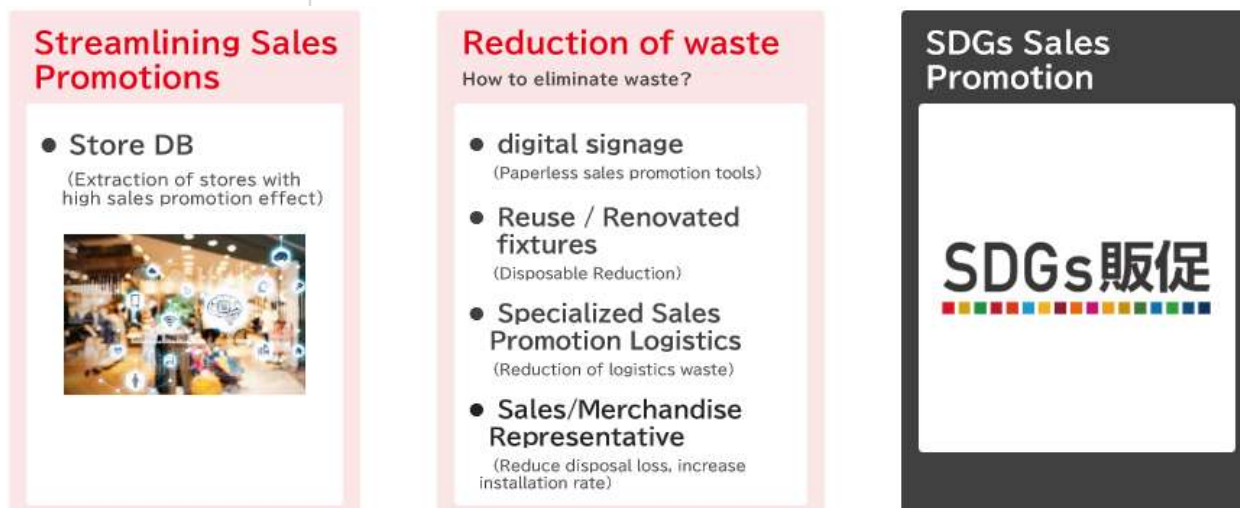 Streamlining Sales
Promotions
● Store DB
(Extraction of stores with
high sales promotion effect)
Reduction of waste
How to eliminate waste?
● digital signage
(Paperless sales promotion tools)
● Reuse / Renovated
fixtures
(Disposable Reduction)
● Specialized Sales
Promotion Logistics
(Reduction of logistics waste)
● Sales/Merchandise
Representative
(Reduce disposal loss, increase
installation rate)
SDGs Sales
Promotion
SDGs販促